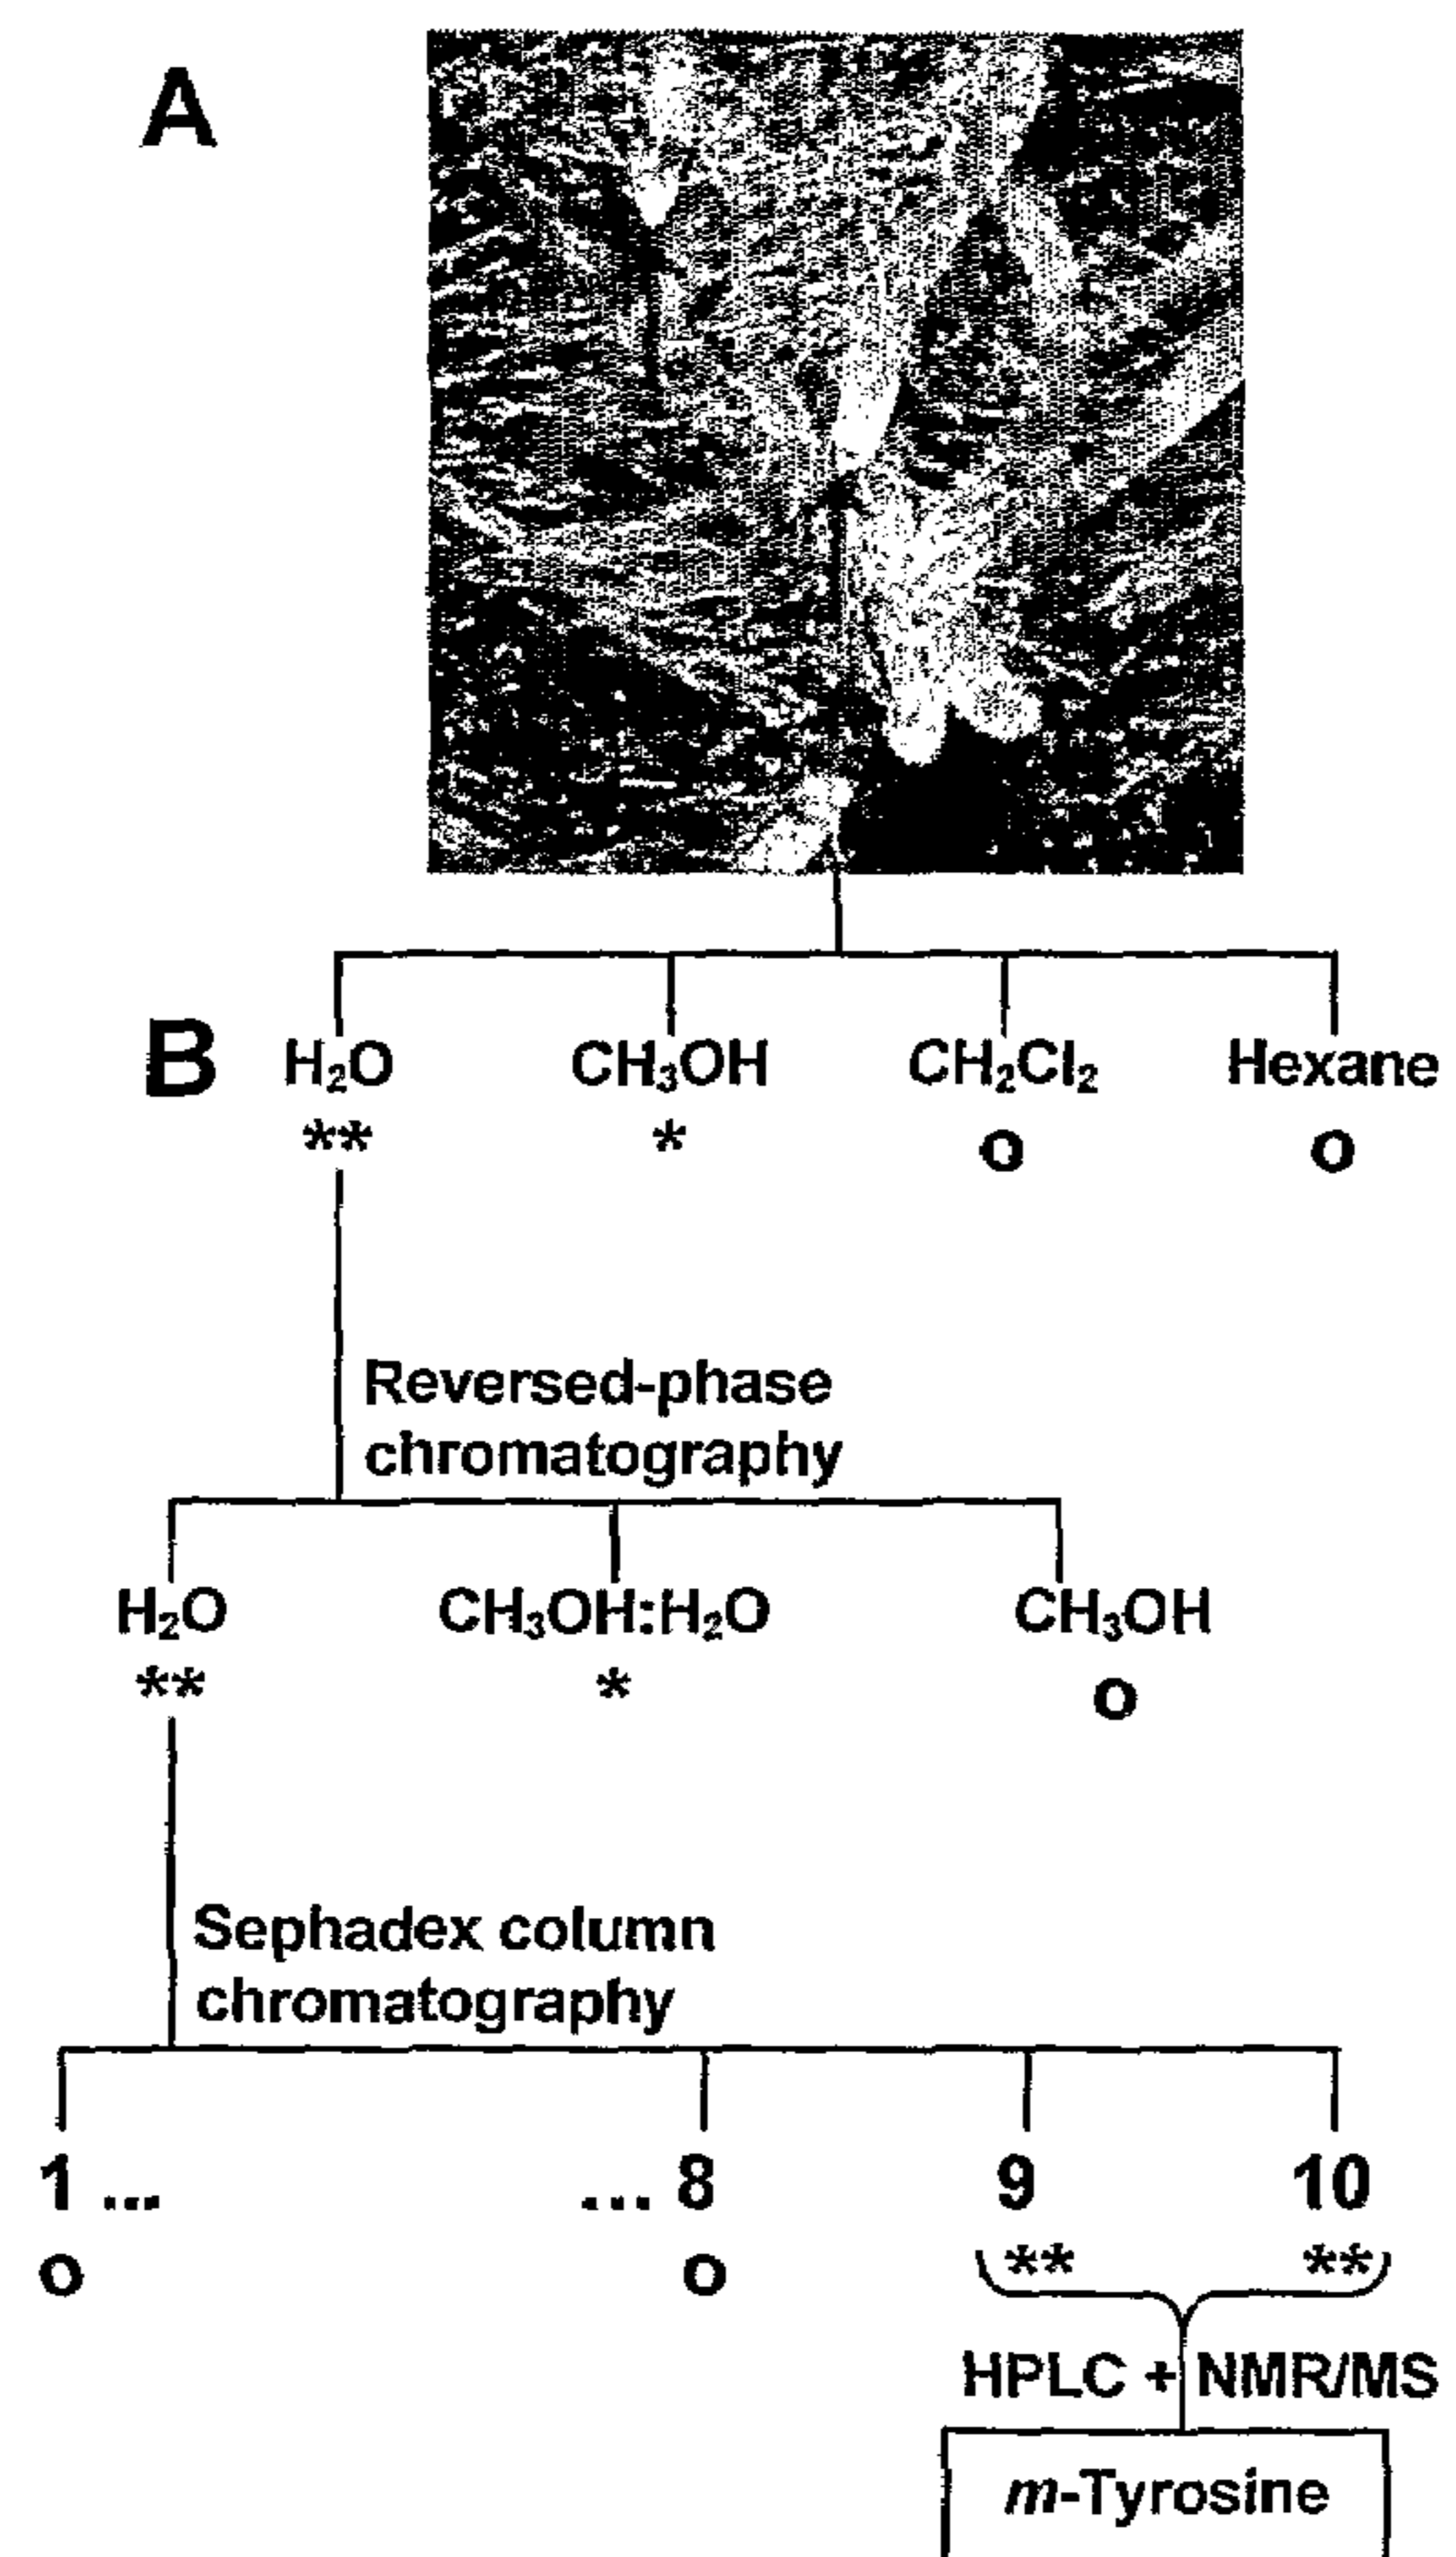 A
B H₂O CH₃OH CH₂Cl₂ Hexane
** * o o
Reversed-phase
chromatography
H₂O CH₃OH:H₂O CH₃OH
** * o
Sephadex column
chromatography
1 ... ... 8 9 10
o o ** **
HPLC + NMR/MS
m-Tyrosine